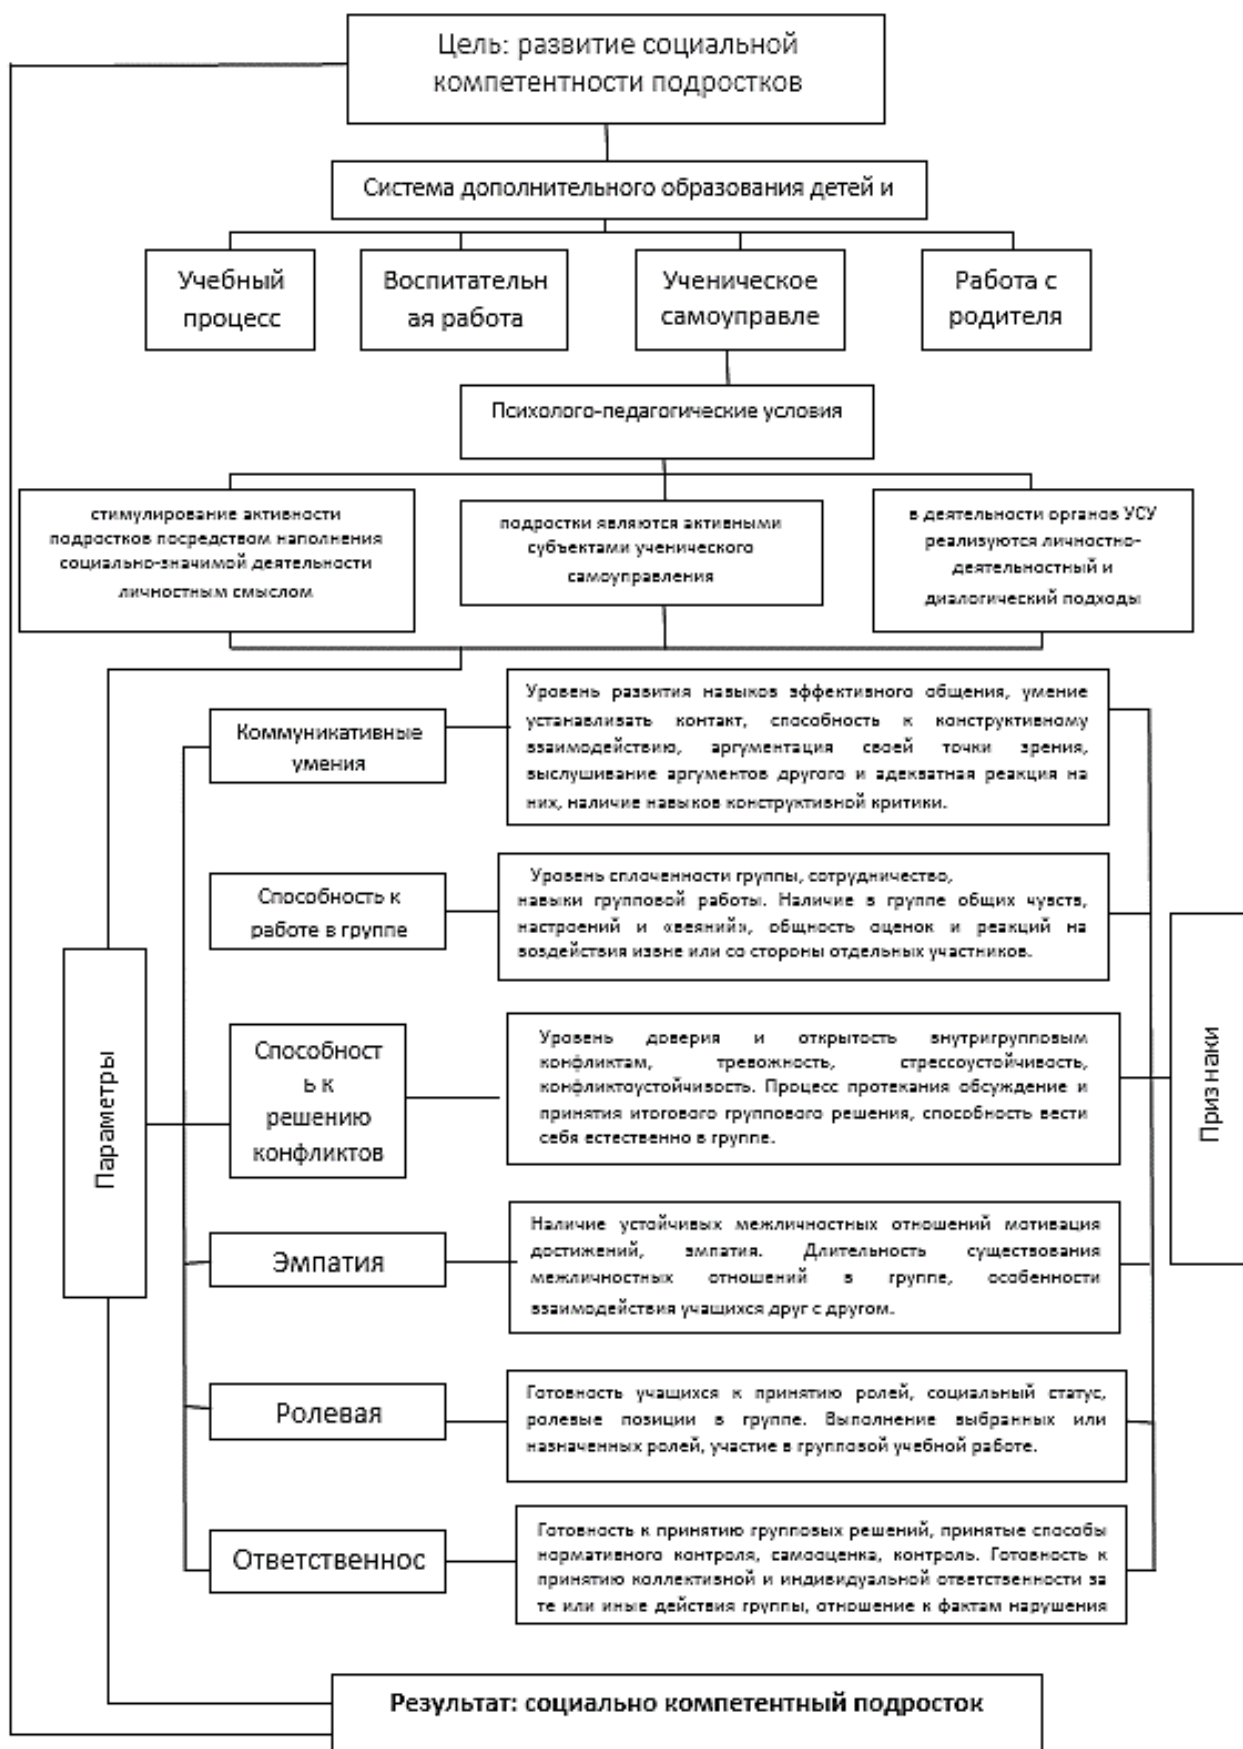 Цель: развитие социальной
компетентности подростков
Система дополнительного образования детей и
Учебный
процесс
Воспитательн
ая работа
Ученическое
самоуправле
Работа с
родителя
Психолого-педагогические условия
стимулирование активности
подростков посредством наполнения
социально-значимой деятельности
личностным смыслом
подростки являются активными
субъектами ученического
самоуправления
в деятельности органов УСУ
реализуются личностно-
деятельностный и
диалогический подходы
Параметры
Коммуникативные
умения
Уровень развития навыков эффективного общения, умение
устанавливать контакт, способность к конструктивному
взаимодействию, аргументация своей точки зрения,
выслушивание аргументов другого и адекватная реакция на
них, наличие навыков конструктивной критики.
Способность к
работе в группе
Уровень сплоченности группы, сотрудничество,
навыки групповой работы. Наличие в группе общих чувств,
настроений и «веяний», общность оценок и реакций на
воздействия извне или со стороны отдельных участников.
Способност
ь к
решению
конфликтов
Уровень доверия и открытость внутригрупповым
конфликтам, тревожность, стрессоустойчивость,
конфликтоустойчивость. Процесс протекания обсуждение и
принятия итогового группового решения, способность вести
себя естественно в группе.
Эмпатия
Наличие устойчивых межличностных отношений мотивация
достижений, эмпатия. Длительность существования
межличностных отношений в группе, особенности
взаимодействия учащихся друг с другом.
Ролевая
Готовность учащихся к принятию ролей, социальный статус,
ролевые позиции в группе. Выполнение выбранных или
назначенных ролей, участие в групповой учебной работе.
Ответственнос
Готовность к принятию групповых решений, принятые способы
нормативного контроля, самооценка, контроль. Готовность к
принятию коллективной и индивидуальной ответственности за
те или иные действия группы, отношение к фактам нарушения
Признаки
Результат: социально компетентный подросток